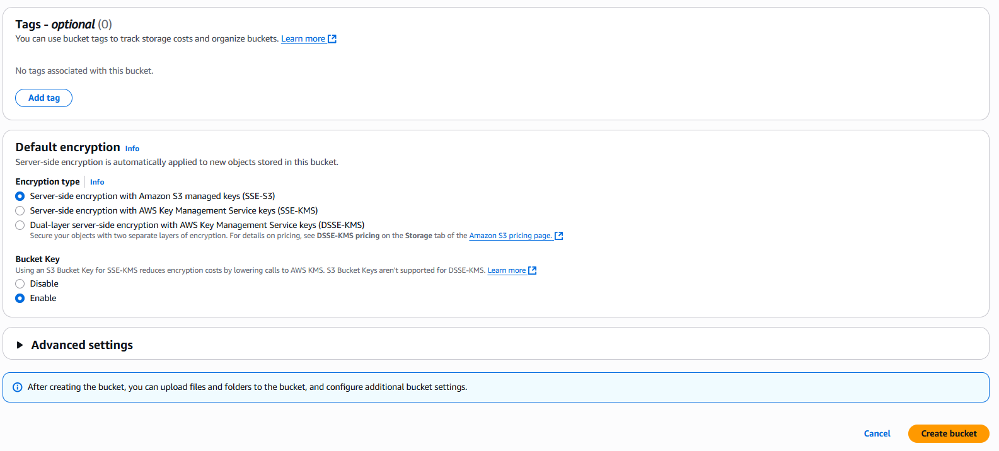 Tags - optional (0)
You can use bucket tags to track storage costs and organize buckets. Learn more
No tags associated with this bucket.
Add tag
Default encryption Info
Server-side encryption is automatically applied to new objects stored in this bucket.
Encryption type Info
Server-side encryption with Amazon S3 managed keys (SSE-S3)
Server-side encryption with AWS Key Management Service keys (SSE-KMS)
Dual-layer server-side encryption with AWS Key Management Service keys (DSSE-KMS)
Secure your objects with two separate layers of encryption. For details on pricing, see DSSE-KMS pricing on the Storage tab of the Amazon S3 pricing page.
Bucket Key
Using an S3 Bucket Key for SSE-KMS reduces encryption costs by lowering calls to AWS KMS. S3 Bucket Keys aren't supported for DSSE-KMS. Learn more
Disable
Enable
Advanced settings
After creating the bucket, you can upload files and folders to the bucket, and configure additional bucket settings.
Cancel Create bucket